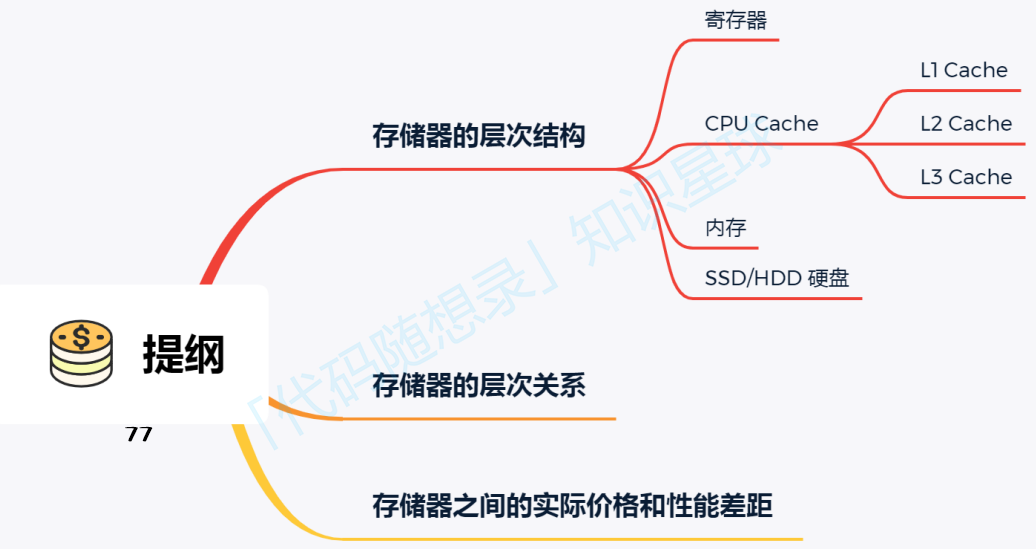 寄存器
L1 Cache
CPU Cache
L2 Cache
存储器的层次结构
L3 Cache
内存
SSD/HDD 硬盘
提纲
存储器的层次关系
77
存储器之间的实际价格和性能差距
「代码随想录」知识星球